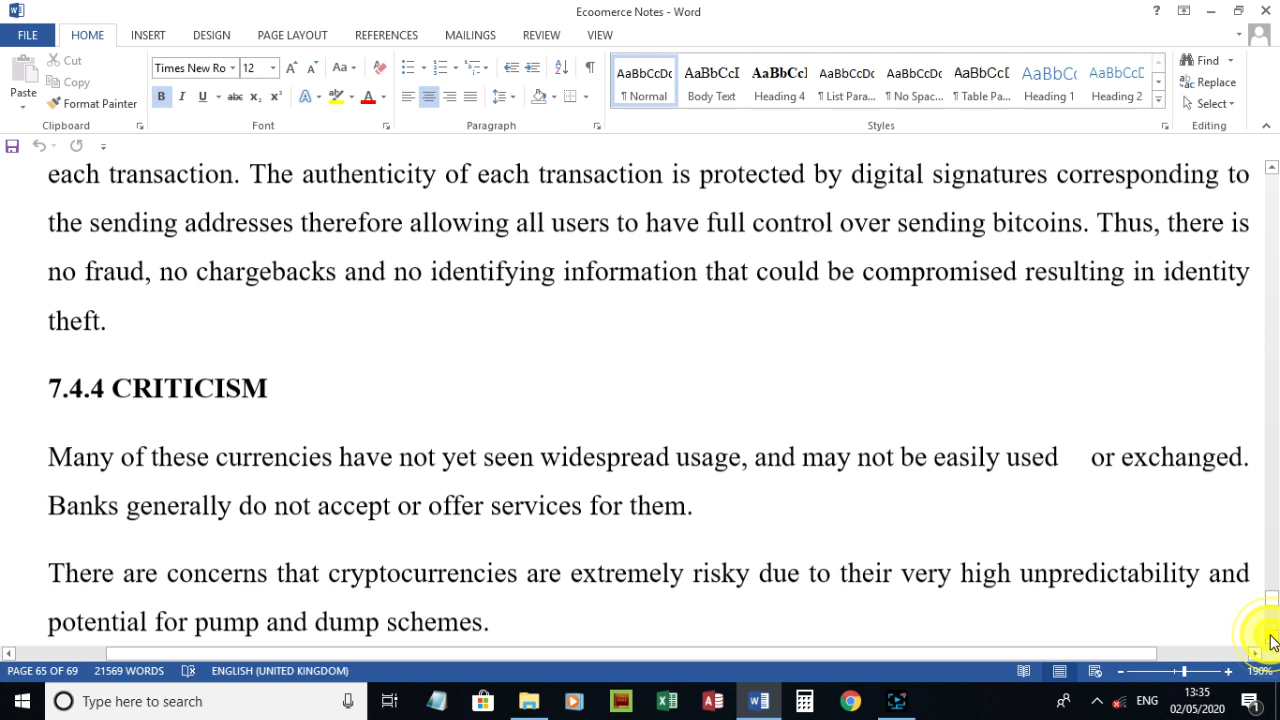 Ecoomerce Notes - Word
FILE HOME INSERT DESIGN PAGE LAYOUT REFERENCES MAILINGS REVIEW VIEW
Paste
Cut
Copy
Format Painter
Clipboard
Times New Ro 12
Font
Paragraph
AaBbCcDc AaBbCcI AaBbCcI AaBbCcDc AaBbCcDc AaBbCcI AaBbC AaBbCcI
¶ Normal Body Text Heading 4 ¶ List Para... ¶ No Spac... ¶ Table Pa... Heading 1 Heading 2
Styles
Find
Replace
Select
Editing
each transaction. The authenticity of each transaction is protected by digital signatures corresponding to
the sending addresses therefore allowing all users to have full control over sending bitcoins. Thus, there is
no fraud, no chargebacks and no identifying information that could be compromised resulting in identity
theft.
7.4.4 CRITICISM
Many of these currencies have not yet seen widespread usage, and may not be easily used or exchanged.
Banks generally do not accept or offer services for them.
There are concerns that cryptocurrencies are extremely risky due to their very high unpredictability and
potential for pump and dump schemes.
PAGE 65 OF 69 21569 WORDS ENGLISH (UNITED KINGDOM) 190%
Type here to search
ENG
13:35
02/05/2020